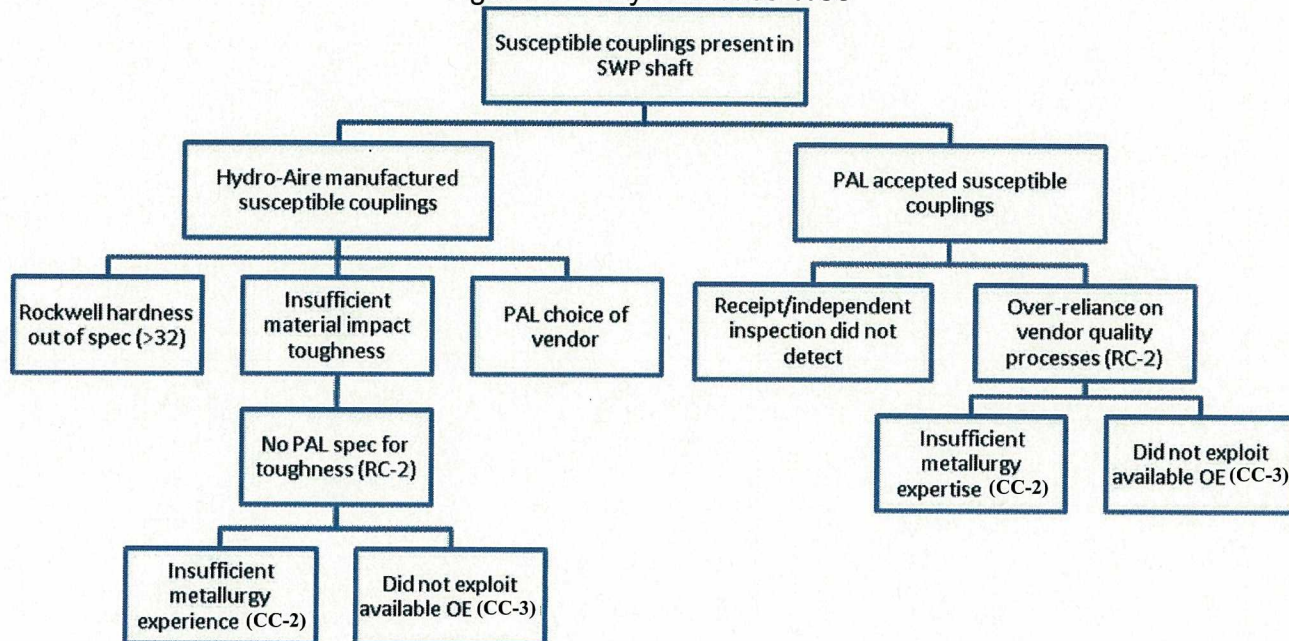 Susceptible couplings present in
SWP shaft
Hydro-Aire manufactured
susceptible couplings
PAL accepted susceptible
couplings
Rockwell hardness
out of spec (>32)
Insufficient
material impact
toughness
PAL choice of
vendor
Receipt/independent
inspection did not
detect
Over-reliance on
vendor quality
processes (RC-2)
No PAL spec for
toughness (RC-2)
Insufficient
metallurgy
expertise (CC-2)
Did not exploit
available OE (CC-3)
Insufficient
metallurgy
experience (CC-2)
Did not exploit
available OE (CC-3)